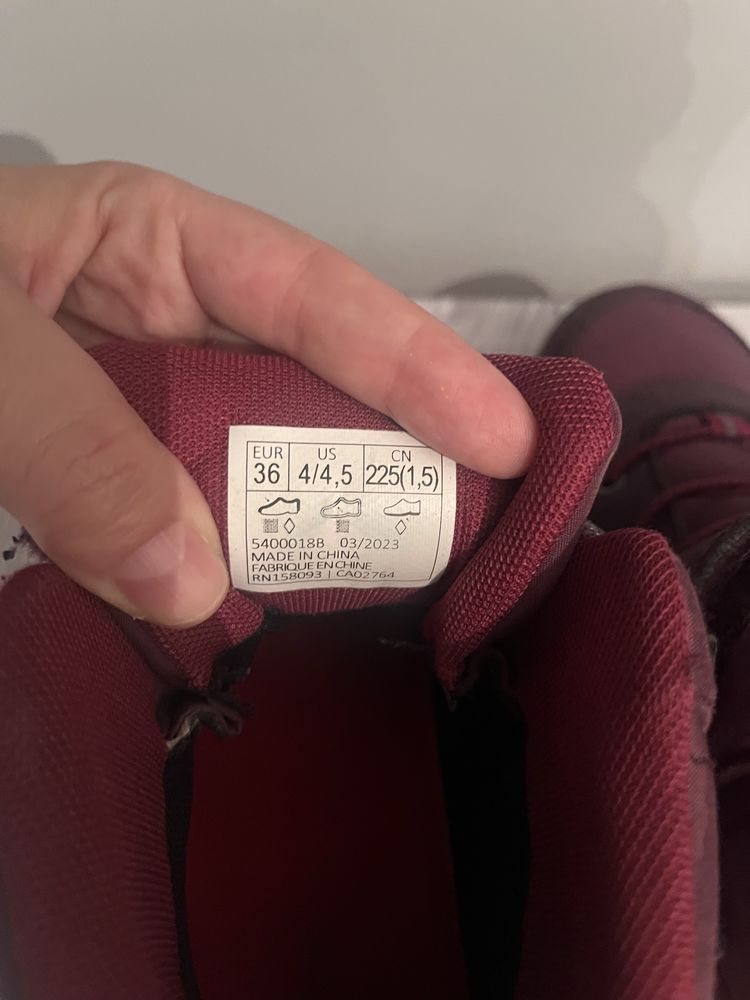 EUR US CN
36 4/4,5 225(1,5)
5400018B 03/2023
MADE IN CHINA
FABRIQUE EN CHINE
RN158093 | CA02764